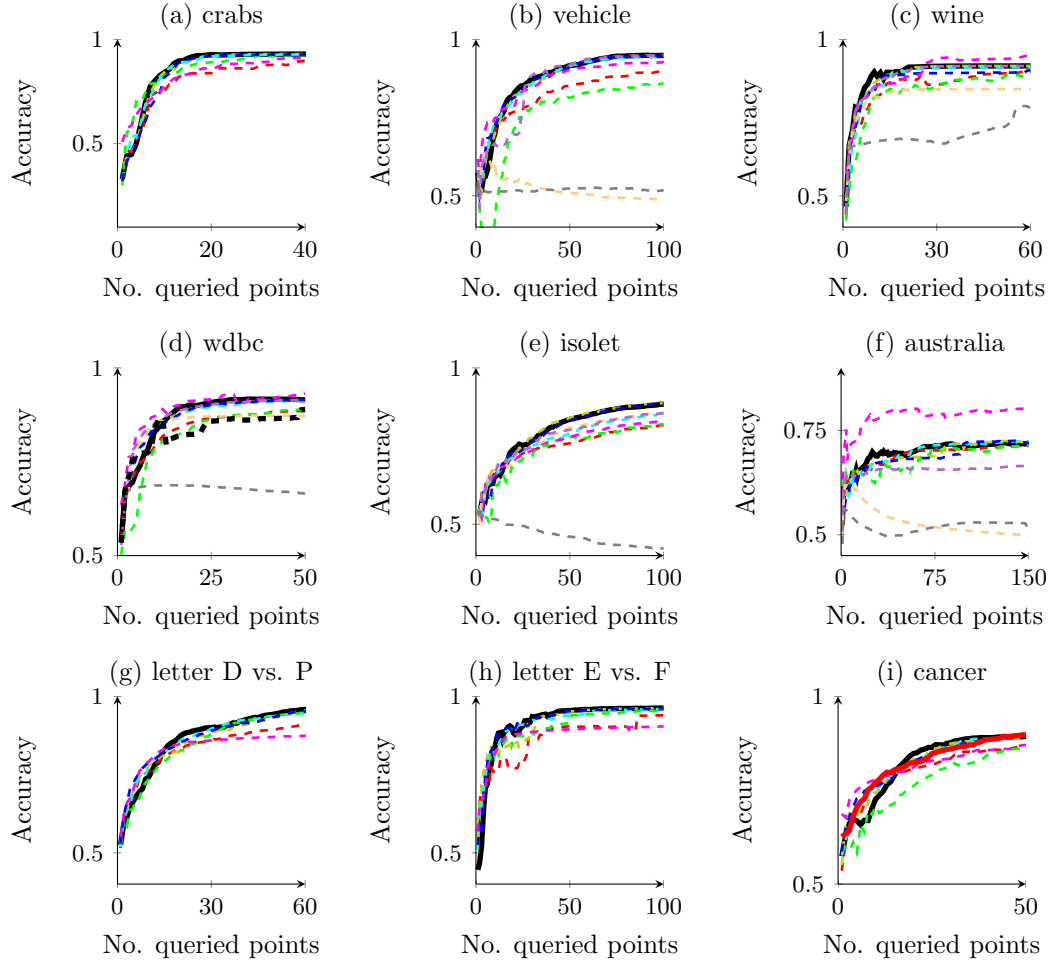 (a) crabs
(b) vehicle
(c) wine
1
1
1
Accuracy
Accuracy
Accuracy
0.5
0.5
0.5
0
20
40
0
50
100
0
30
60
No. queried points
No. queried points
No. queried points
(d) wdbc
(e) isolet
(f) australia
1
1
0.75
Accuracy
Accuracy
Accuracy
0.5
0.5
0.5
0
25
50
0
50
100
0
75
150
No. queried points
No. queried points
No. queried points
(g) letter D vs. P
(h) letter E vs. F
(i) cancer
1
1
1
Accuracy
Accuracy
Accuracy
0.5
0.5
0.5
0
30
60
0
50
100
0
50
No. queried points
No. queried points
No. queried points